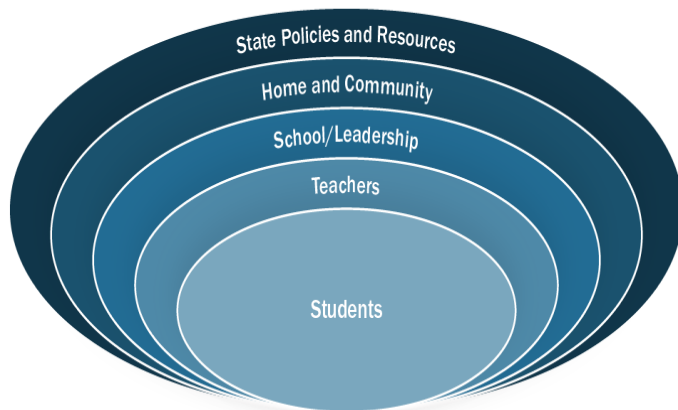 State Policies and Resources
Home and Community
School/Leadership
Teachers
Students